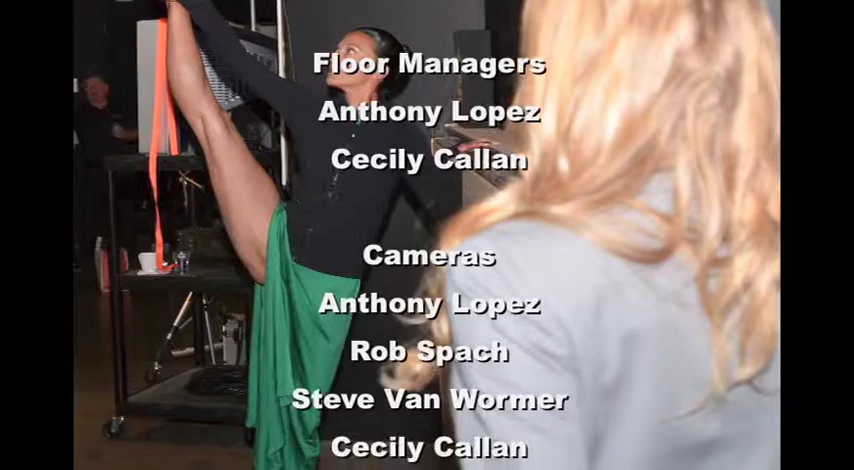 Floor Managers
Anthony Lopez
Cecily Callan
Cameras
Anthony Lopez
Rob Spach
Steve Van Wormer
Cecily Callan